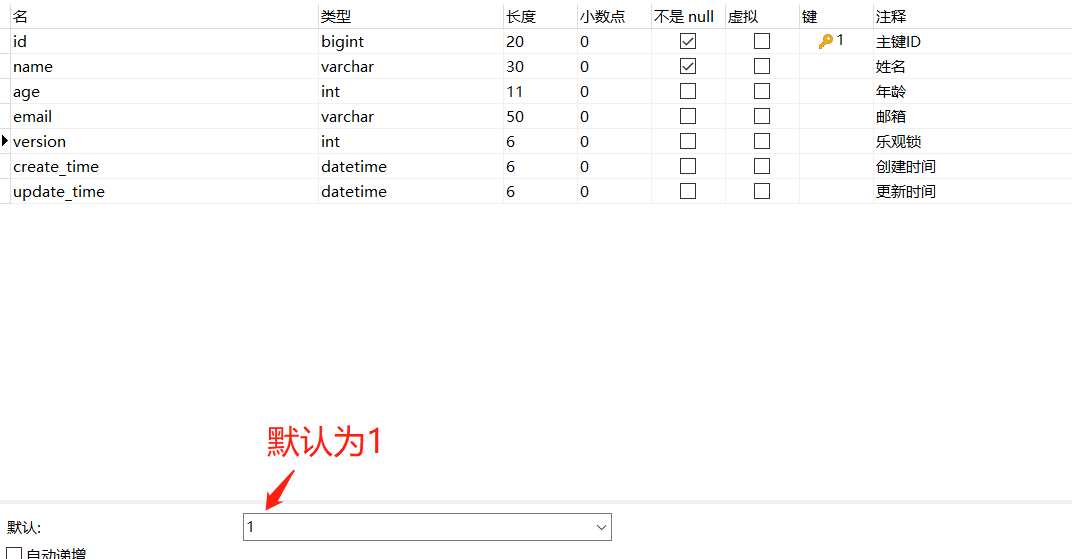 名 类型 长度 小数点 不是 null 虚拟 键 注释
id bigint 20 0 1 主键ID
name varchar 30 0 姓名
age int 11 0 年龄
email varchar 50 0 邮箱
version int 6 0 乐观锁
create_time datetime 6 0 创建时间
update_time datetime 6 0 更新时间
默认为1
默认: 1
自动递增